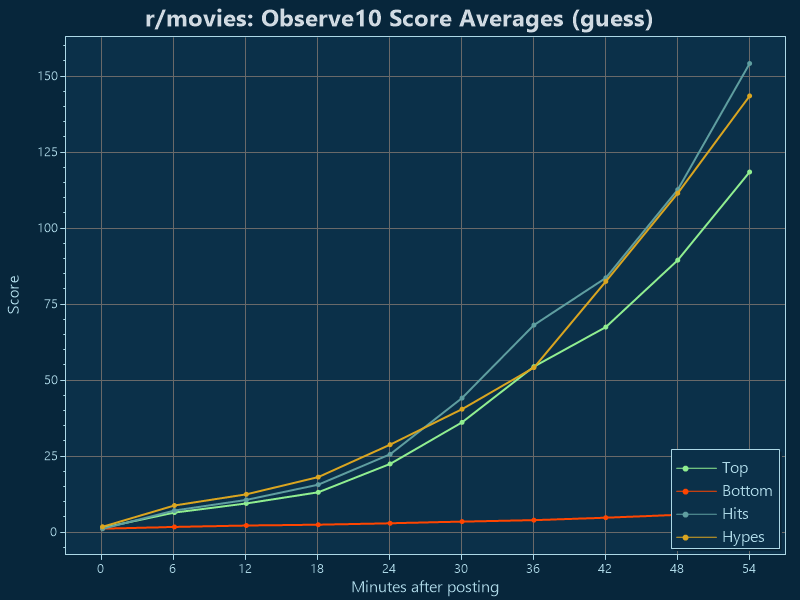 r/movies: Observe10 Score Averages (guess)
150
125
100
75
50
25
0
Score
0 6 12 18 24 30 36 42 48 54
Minutes after posting
Top
Bottom
Hits
Hypes